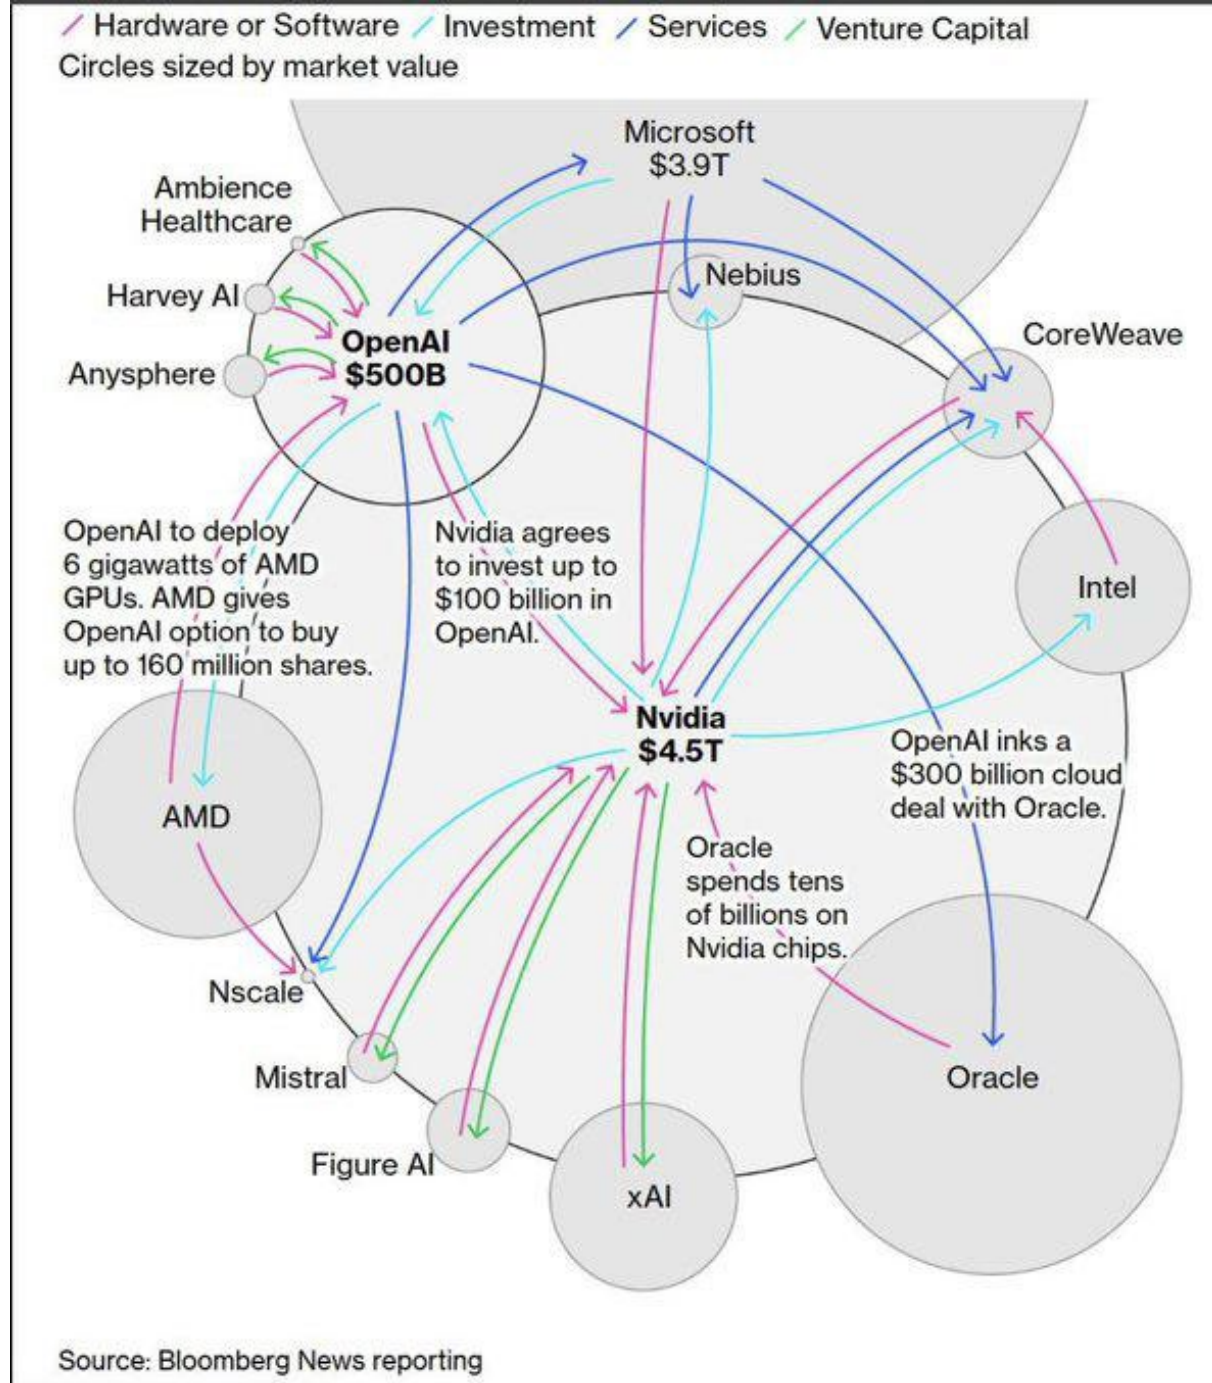 Hardware or Software Investment Services Venture Capital
Circles sized by market value
Microsoft
$3.9T
Ambience
Healthcare
Harvey AI
Anysphere
OpenAI
$500B
Nebius
CoreWeave
OpenAI to deploy
6 gigawatts of AMD
GPUs. AMD gives
OpenAI option to buy
up to 160 million shares.
Nvidia agrees
to invest up to
$100 billion in
OpenAI.
Intel
Nvidia
$4.5T
OpenAI inks a
$300 billion cloud
deal with Oracle.
AMD
Oracle
spends tens
of billions on
Nvidia chips.
Nscale
Mistral
Figure AI
xAI
Oracle
Source: Bloomberg News reporting